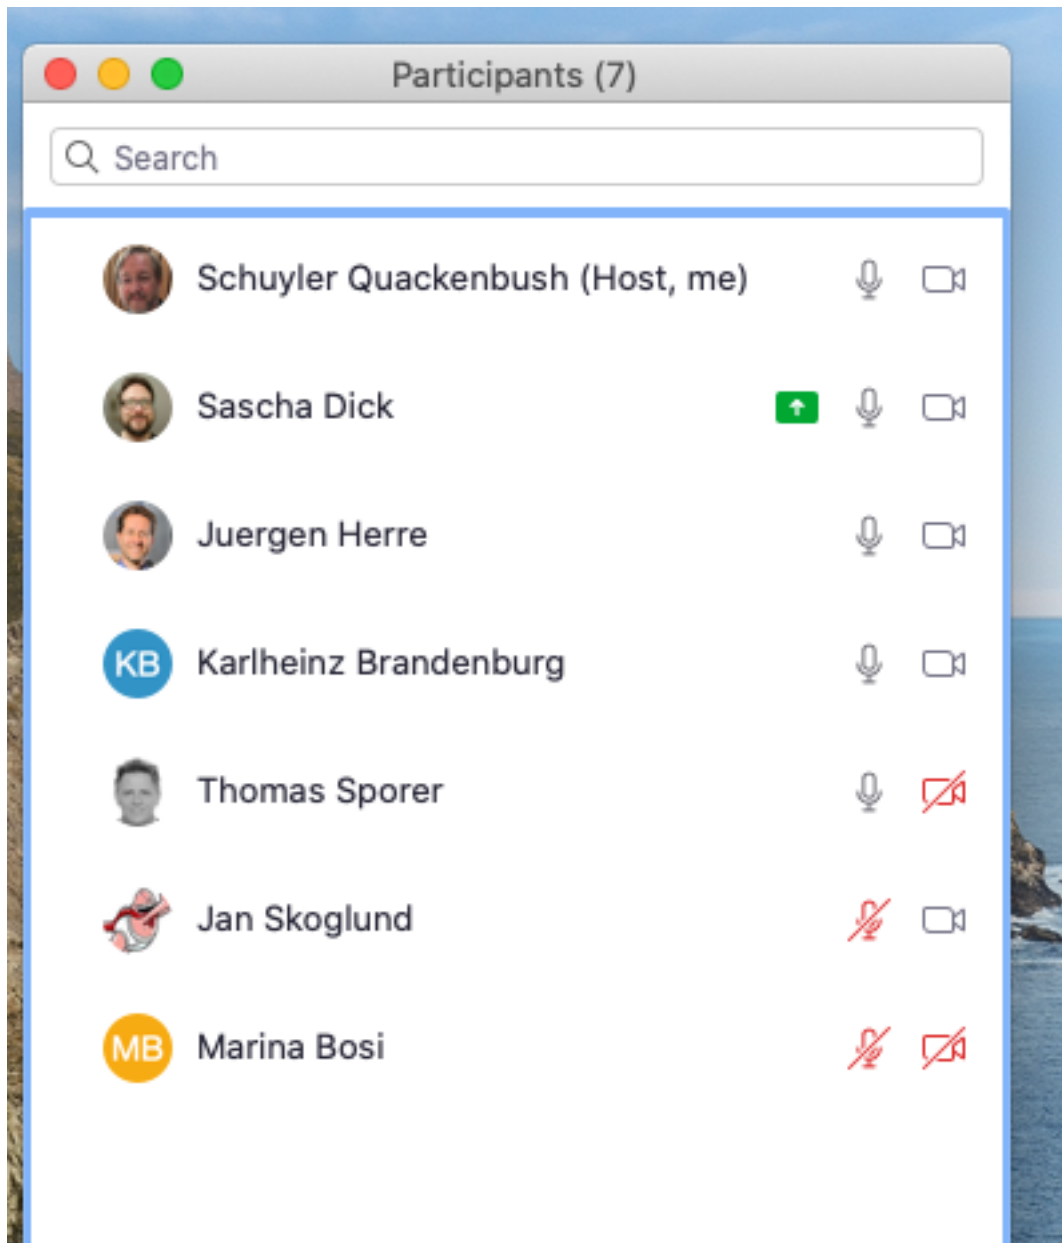 Participants (7)
Search
Schuyler Quackenbush (Host, me)
Sascha Dick
Juergen Herre
KB Karlheinz Brandenburg
Thomas Sporer
Jan Skoglund
MB Marina Bosi